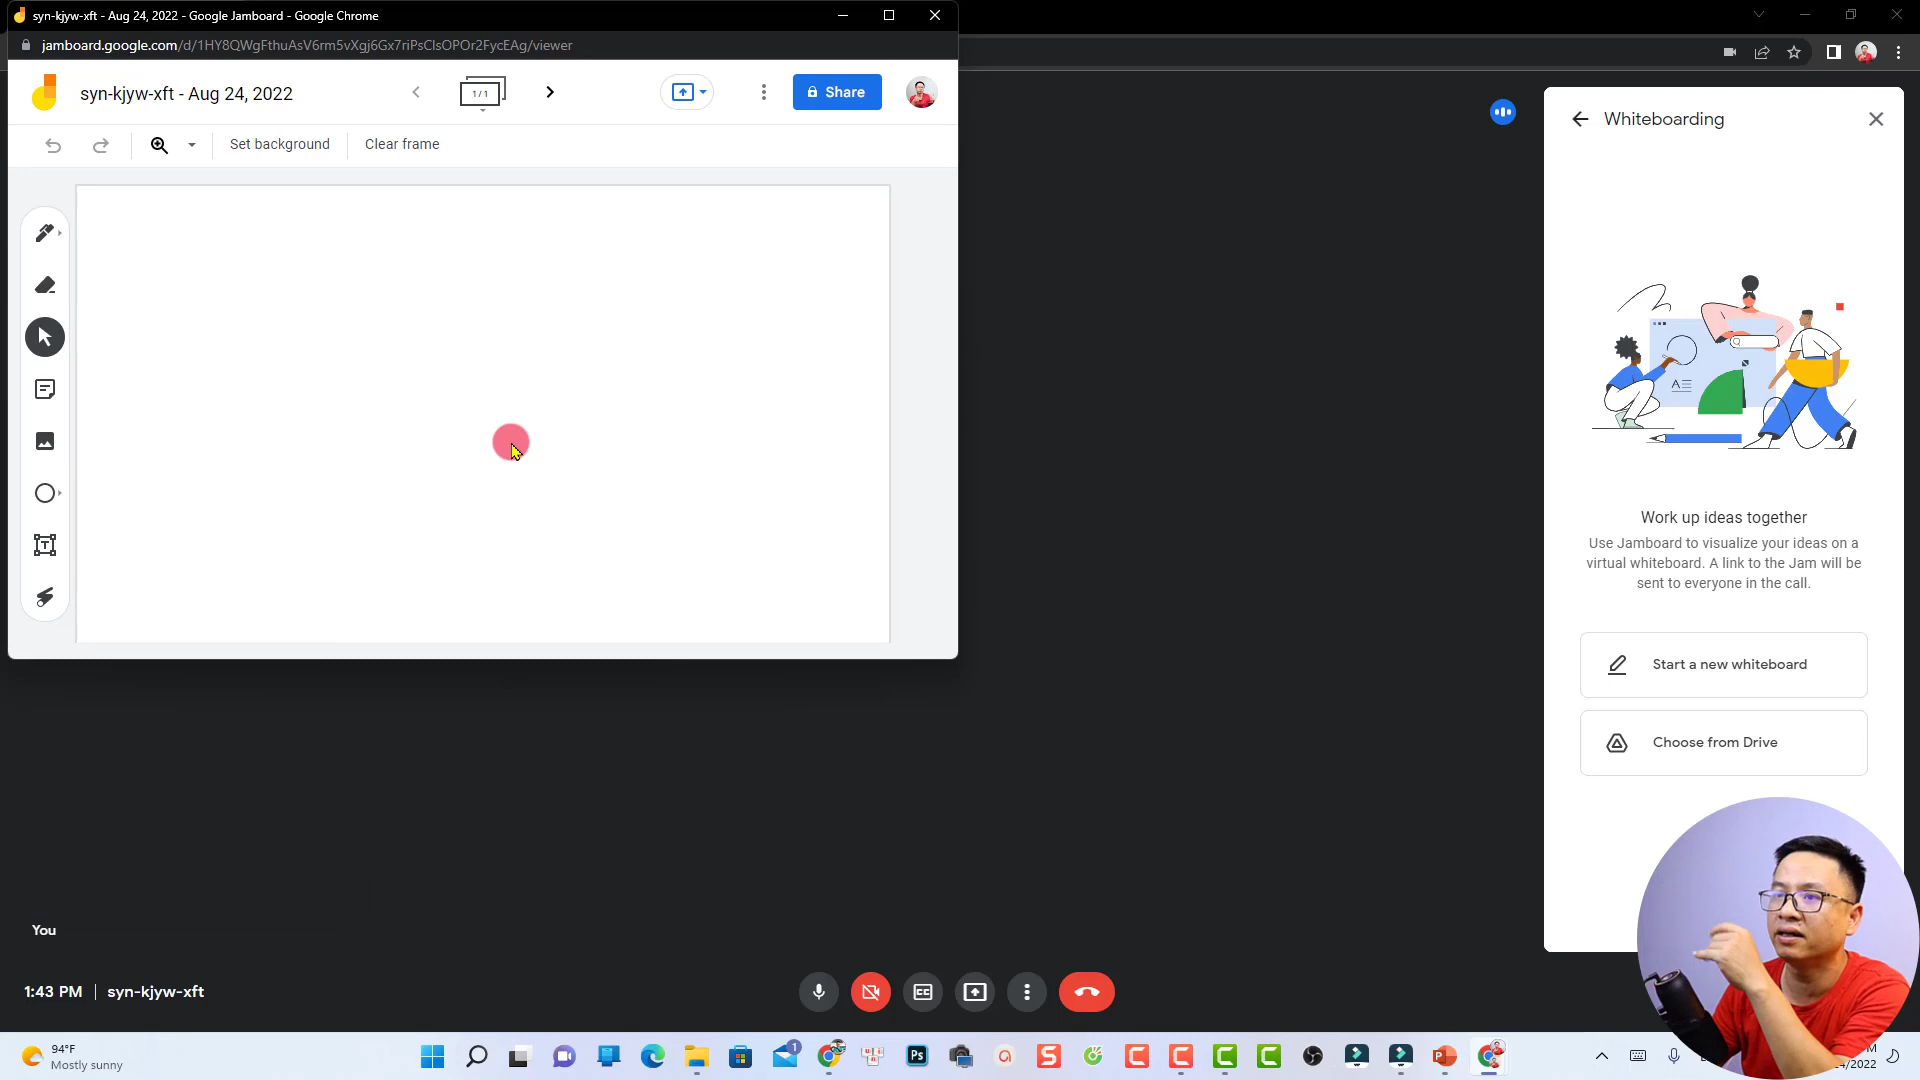 syn-kjyw-xft - Aug 24, 2022 - Google Jamboard - Google Chrome
jamboard.google.com/d/1HY8QWgFthuAsV6rm5vXgj6Gx7riPsClsOPOr2FycEAg/viewer
syn-kjyw-xft - Aug 24, 2022
1/1
Share
Set background
Clear frame
Whiteboarding
Work up ideas together
Use Jamboard to visualize your ideas on a
virtual whiteboard. A link to the Jam will be
sent to everyone in the call.
Start a new whiteboard
Choose from Drive
You
1:43 PM | syn-kjyw-xft
94°F
Mostly sunny
1
Ps